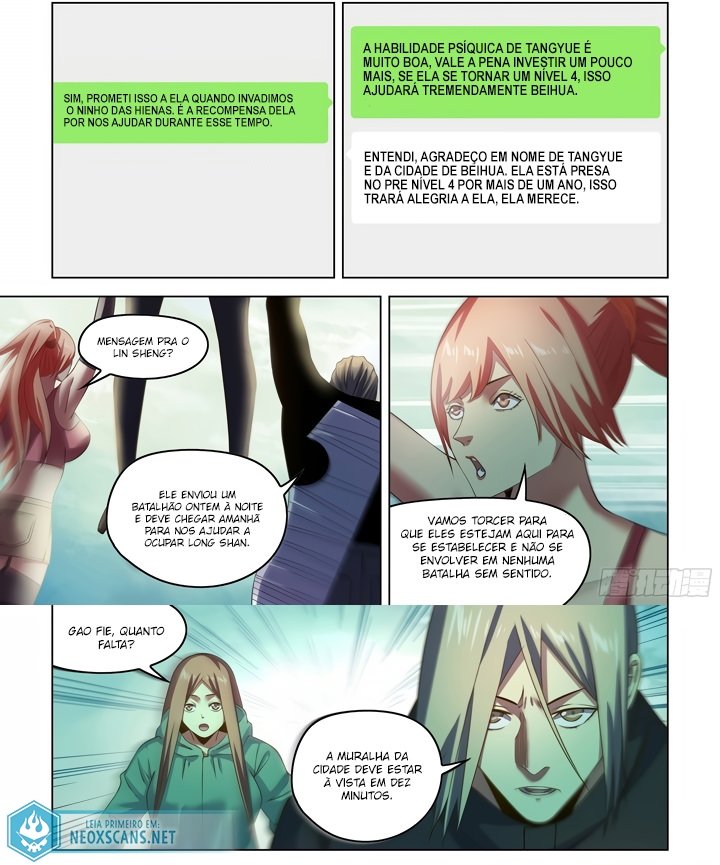 SIM, PROMETI ISSO A ELA QUANDO INVADIMOS
O NINHO DAS HIENAS. É A RECOMPENSA DELA
POR NOS AJUDAR DURANTE ESSE TEMPO.
A HABILIDADE PSÍQUICA DE TANGYUE É
MUITO BOA, VALE A PENA INVESTIR UM POUCO
MAIS, SE ELA SE TORNAR UM NÍVEL 4, ISSO
AJUDARÁ TREMENDAMENTE BEIHUA.
ENTENDI, AGRADEÇO EM NOME DE TANGYUE
E DA CIDADE DE BEIHUA. ELA ESTÁ PRESA
NO PRE NÍVEL 4 POR MAIS DE UM ANO, ISSO
TRARÁ ALEGRIA A ELA, ELA MERECE.
MENSAGEM PRA O
LIN SHENG?
ELE ENVIOU UM
BATALHÃO ONTEM À NOITE
E DEVE CHEGAR AMANHÃ
PARA NOS AJUDAR A
OCUPAR LONG SHAN.
VAMOS TORCER PARA
QUE ELES ESTEJAM AQUI PARA
SE ESTABELECER E NÃO SE
ENVOLVER EM NENHUMA
BATALHA SEM SENTIDO.
腾讯动漫
GAO FIE, QUANTO
FALTA?
A MURALHA DA
CIDADE DEVE ESTAR
À VISTA EM DEZ
MINUTOS.
LEIA PRIMEIRO EM:
NEOXSCANS.NET